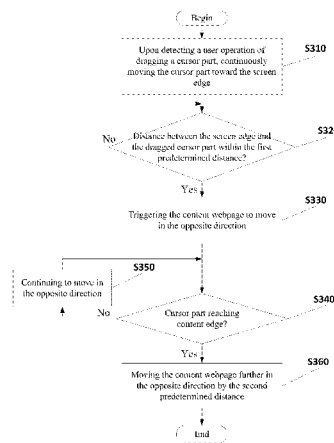 Begin
Upon detecting a user operation of
dragging a cursor part, continuously
moving the cursor part toward the screen
edge
S310
Distance between the screen edge and
the dragged cursor part within the first
predetermined distance?
S32
No
Yes
S330
Triggering the content webpage to move
in the opposite direction
S350
Continuing to move in
the opposite direction
S340
Cursor part reaching
content edge?
No
Yes
S360
Moving the content webpage further in
the opposite direction by the second
predetermined distance
End